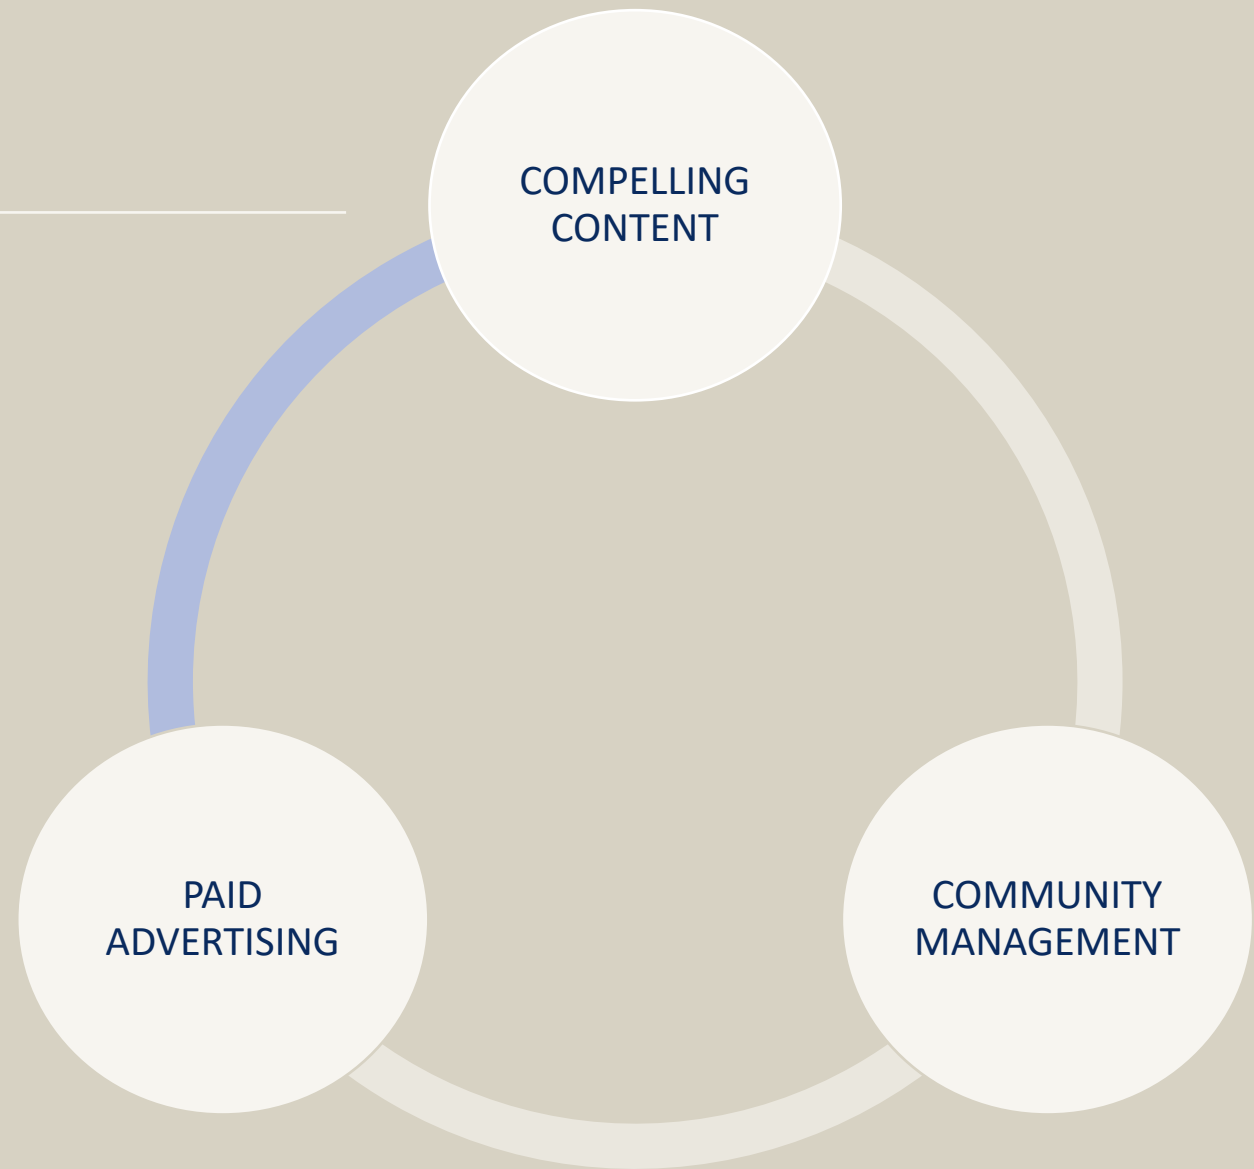 COMPELLING
CONTENT
PAID
ADVERTISING
COMMUNITY
MANAGEMENT